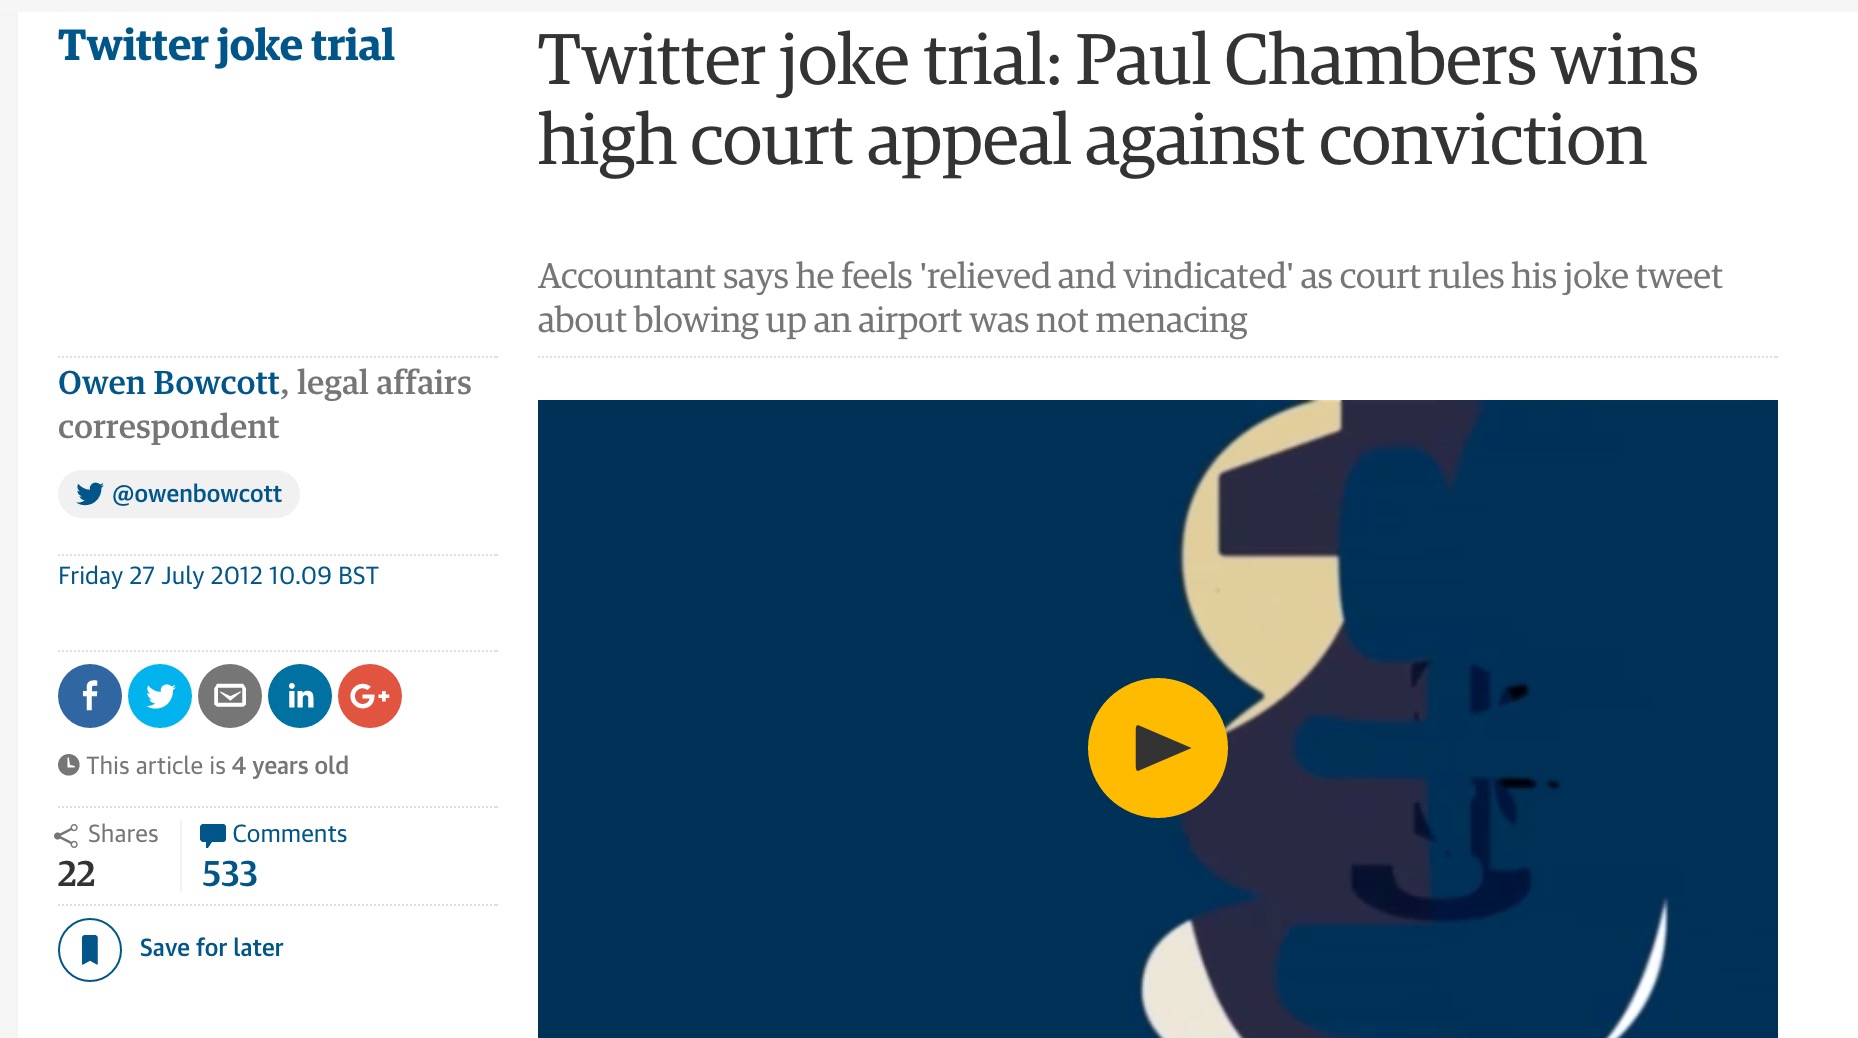 Twitter joke trial
Twitter joke trial: Paul Chambers wins
high court appeal against conviction
Accountant says he feels 'relieved and vindicated' as court rules his joke tweet
about blowing up an airport was not menacing
Owen Bowcott, legal affairs
correspondent
@owenbowcott
Friday 27 July 2012 10.09 BST
f in G+
This article is 4 years old
Shares
22
Comments
533
Save for later